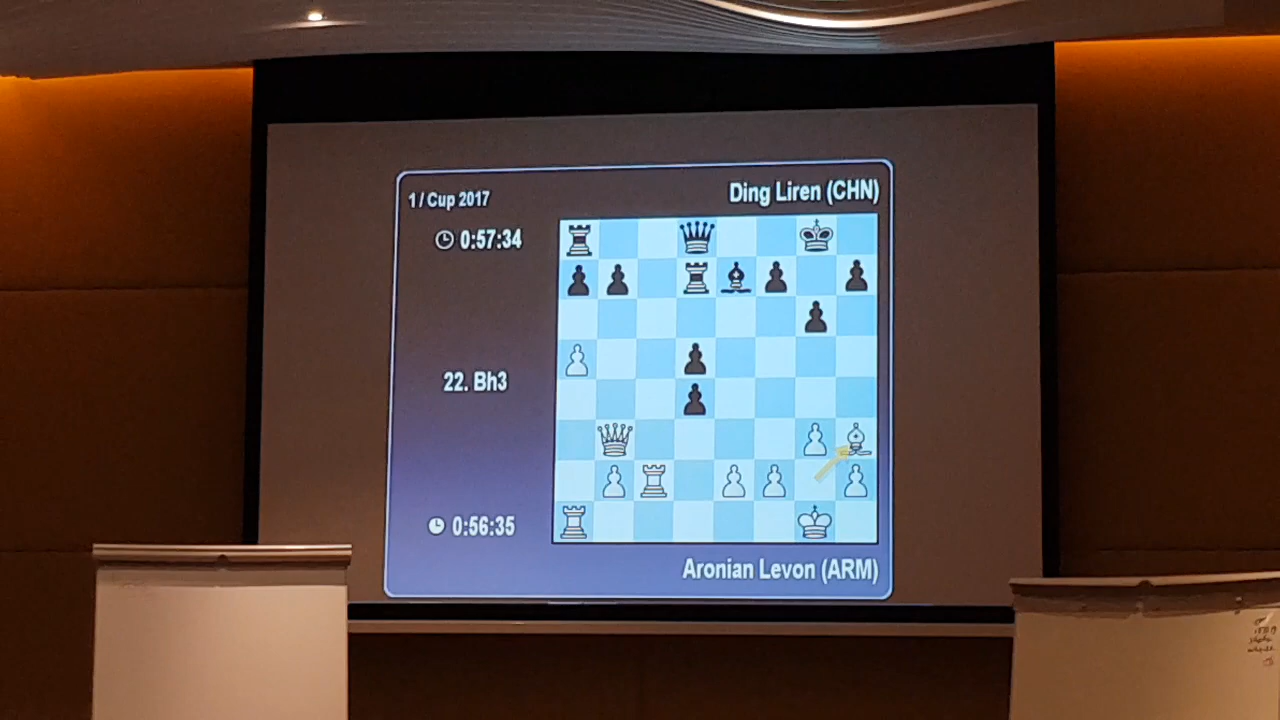 1 / Cup 2017
Ding Liren (CHN)
0:57:34
22. Bh3
0:56:35
Aronian Levon (ARM)